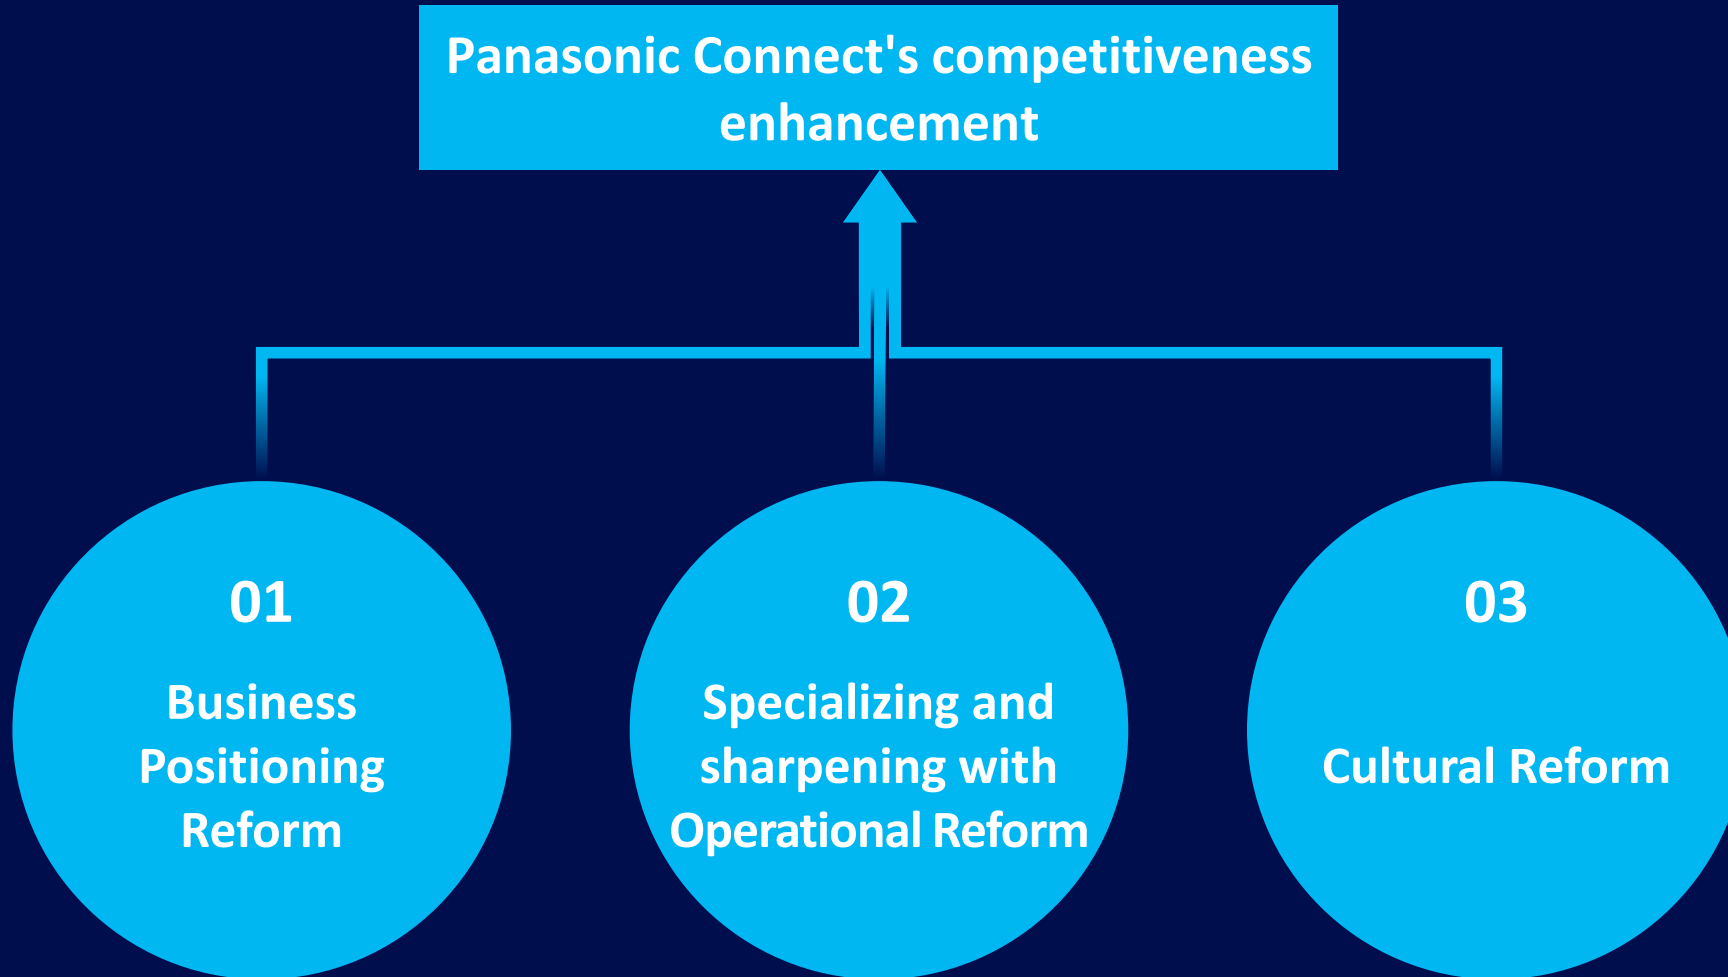 Panasonic Connect's competitiveness
enhancement
01
Business
Positioning
Reform
02
Specializing and
sharpening with
Operational Reform
03
Cultural Reform